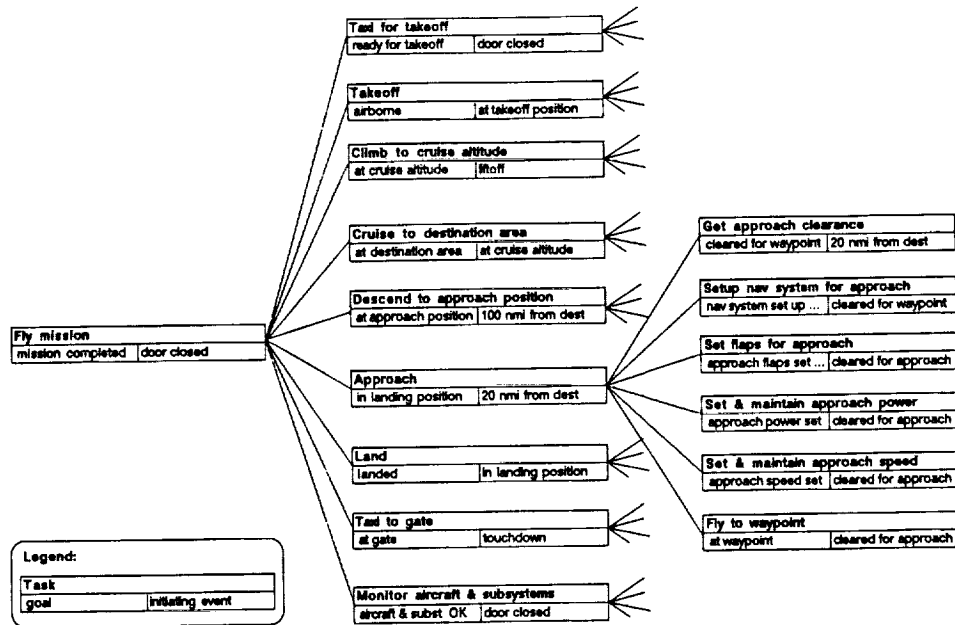 Taxi for takeoff
ready for takeoff door closed
Takeoff
airborne at takeoff position
Climb to cruise altitude
at cruise altitude liftoff
Cruise to destination area
at destination area at cruise altitude
Descend to approach position
at approach position 100 nmi from dest
Fly mission
mission completed door closed
Approach
in landing position 20 nmi from dest
Land
landed in landing position
Taxi to gate
at gate touchdown
Monitor aircraft & subsystems
aircraft & subst OK door closed
Get approach clearance
cleared for waypoint 20 nmi from dest
Setup nav system for approach
nav system set up ... cleared for waypoint
Set flaps for approach
approach flaps set ... cleared for approach
Set & maintain approach power
approach power set cleared for approach
Set & maintain approach speed
approach speed set cleared for approach
Fly to waypoint
at waypoint cleared for approach
Legend:
Task
goal initiating event